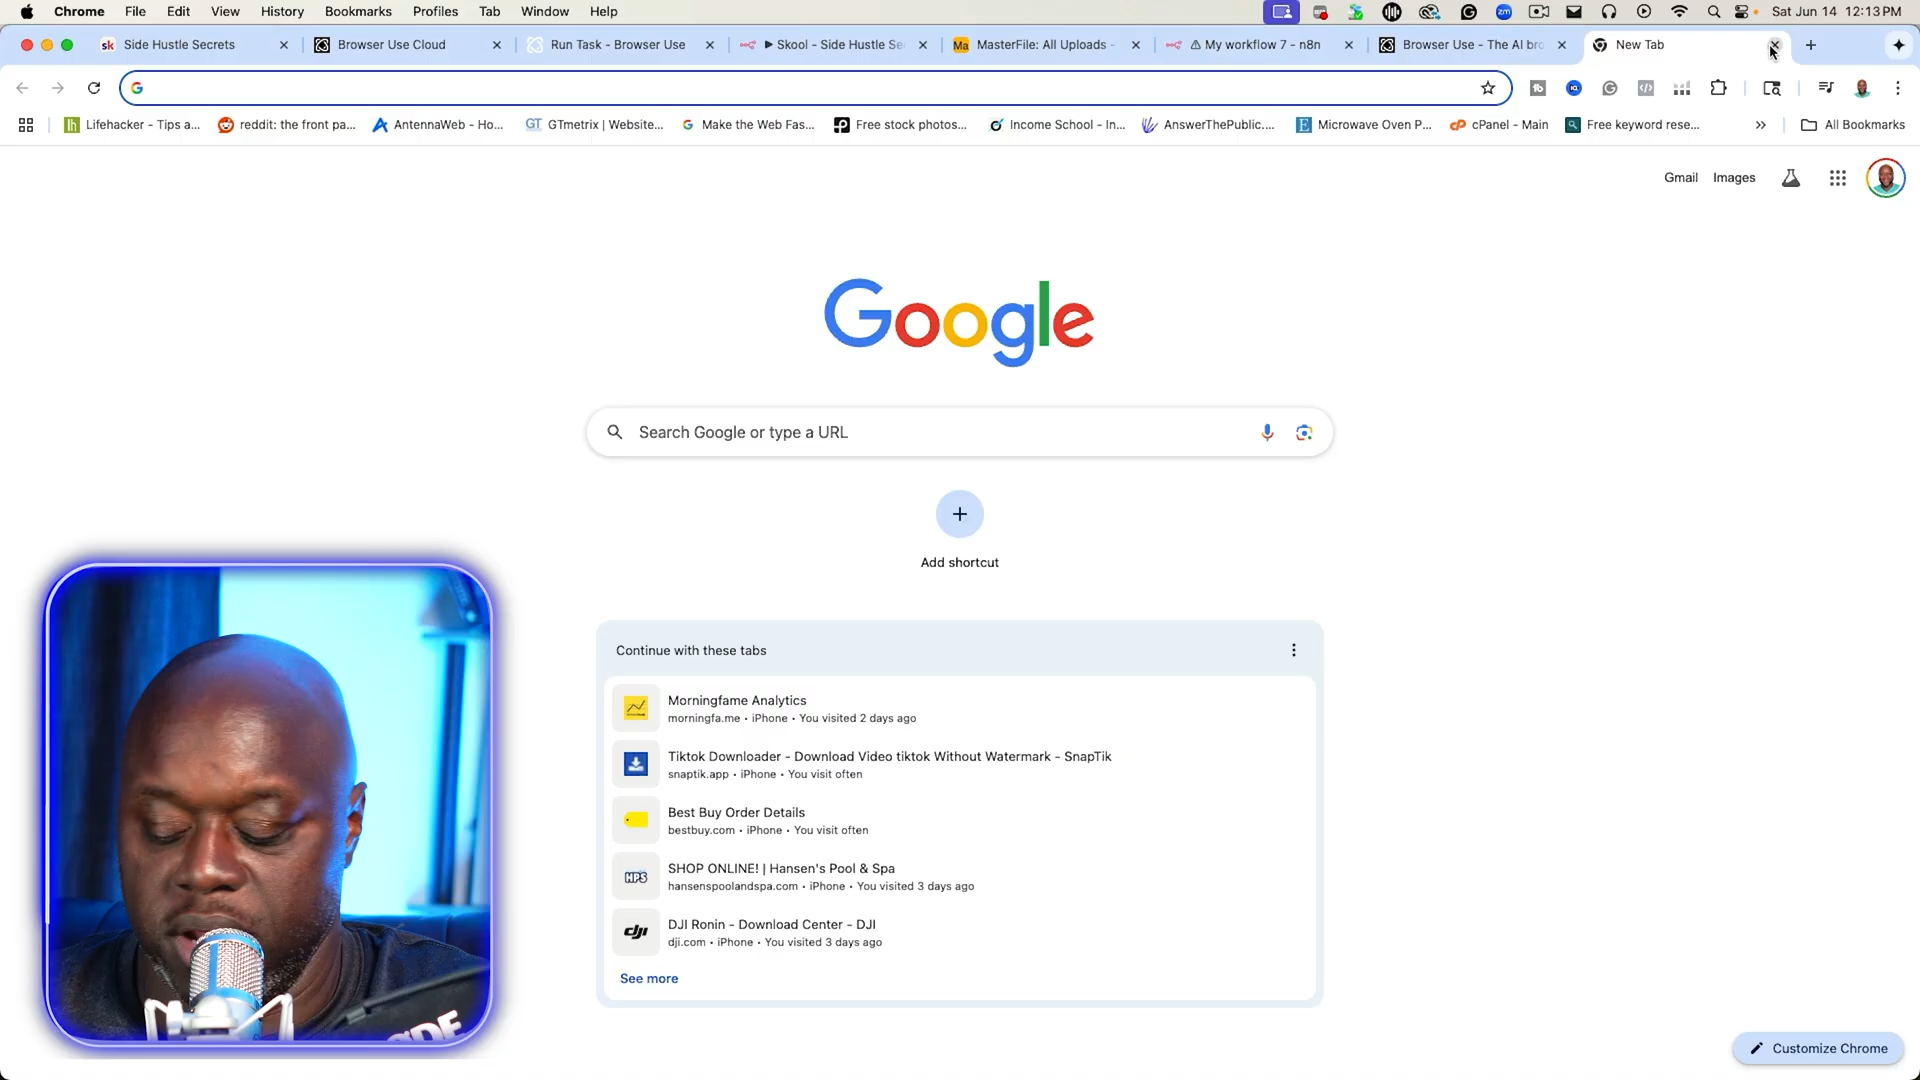 Chrome File Edit View History Bookmarks Profiles Tab Window Help Sat Jun 14 12:13 PM
Side Hustle Secrets Browser Use Cloud Run Task - Browser Use Skool - Side Hustle Se MasterFile: All Uploads - My workflow 7 - n8n Browser Use - The AI bro New Tab
Lifehacker - Tips a... reddit: the front pa... AntennaWeb - Ho... GTmetrix | Website... Make the Web Fas... Free stock photos... Income School - In... AnswerThePublic.... Microwave Oven P... cPanel - Main Free keyword rese... » All Bookmarks
Gmail Images
Google
Search Google or type a URL
Add shortcut
Continue with these tabs
Morningfame Analytics
morningfa.me • iPhone • You visited 2 days ago
Tiktok Downloader - Download Video tiktok Without Watermark - SnapTik
snaptik.app • iPhone • You visit often
Best Buy Order Details
bestbuy.com • iPhone • You visit often
HPS
SHOP ONLINE! | Hansen's Pool & Spa
hansenspoolandspa.com • iPhone • You visited 3 days ago
dji
DJI Ronin - Download Center - DJI
dji.com • iPhone • You visited 3 days ago
See more
Customize Chrome